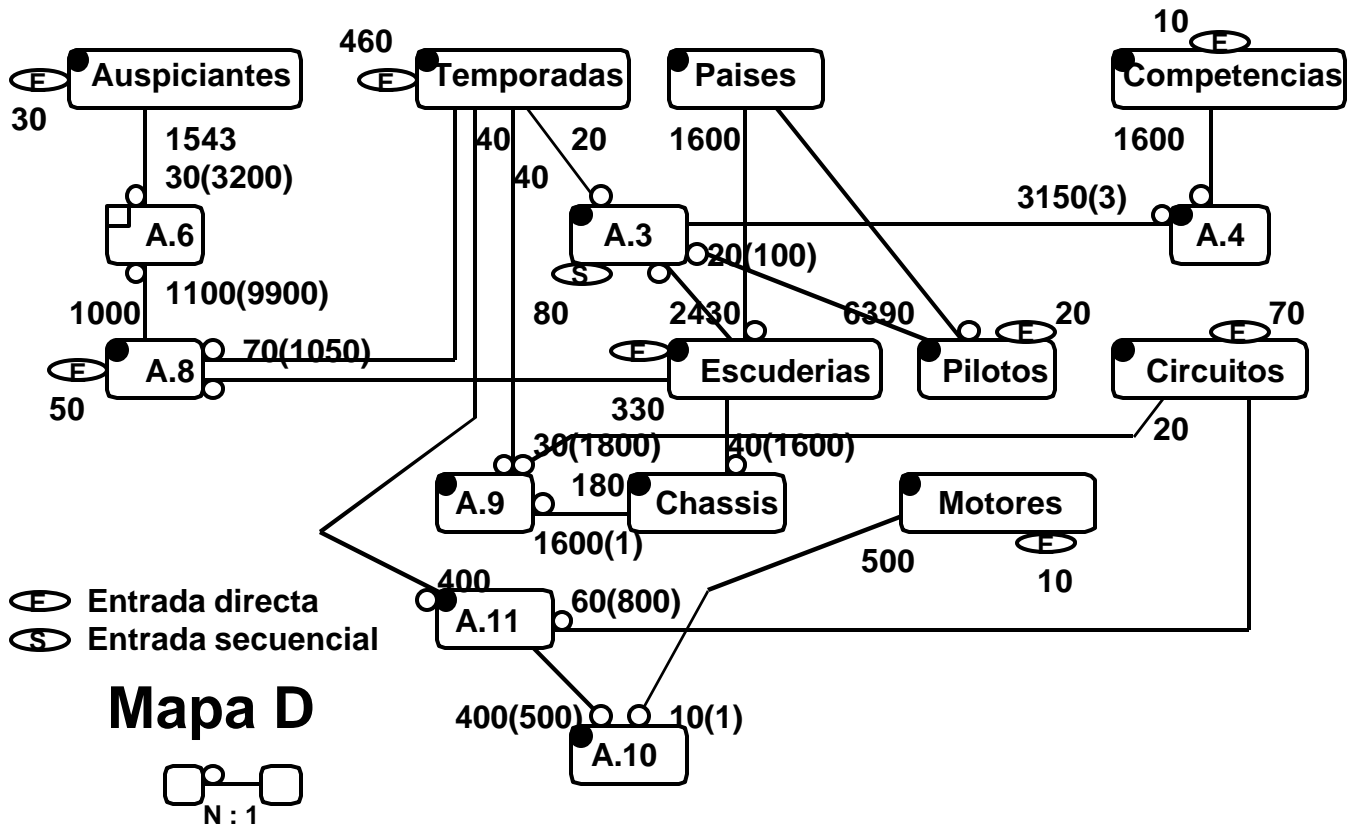 10
460
E
E Auspiciantes
E Temporadas
Paises
Competencias
30
1543
40
20
1600
1600
30(3200)
40
3150(3)
A.6
A.3
A.4
20(100)
S
1100(9900)
1000
80
2430
6390
E
20
E
70
70(1050)
E
E
A.8
Escuderias
Pilotos
Circuitos
50
330
20
30(1800)
40(1600)
180
A.9
Chassis
Motores
1600(1)
E
500
10
400
60(800)
A.11
E Entrada directa
S Entrada secuencial
Mapa D
400(500)
10(1)
A.10
N : 1